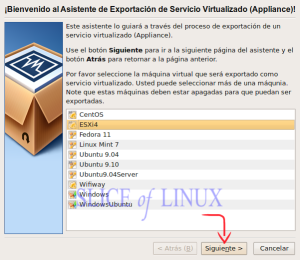 ¡Bienvenido al Asistente de Exportación de Servicio Virtualizado (Appliance)!
Este asistente lo guiará a través del proceso de exportación de un
servicio virtualizado (Appliance).
Use el botón Siguiente para ir a la siguiente página del asistente y el
botón Atrás para retornar a la página anterior.
Por favor seleccione la máquina virtual que será exportado como
servicio virtualizado. Usted puede seleccionar más de una máquina.
Note que estas máquinas deben estar apagadas para que puedan ser
exportadas.
CentOS
ESXi4
Fedora 11
Linux Mint 7
Ubuntu 9.04
Ubuntu 9.10
Ubuntu9.04Server
Wifiway
Windows
WindowsUbuntu
SLICE of LINUX
< Atrás (B)
Siguiente >
Cancelar